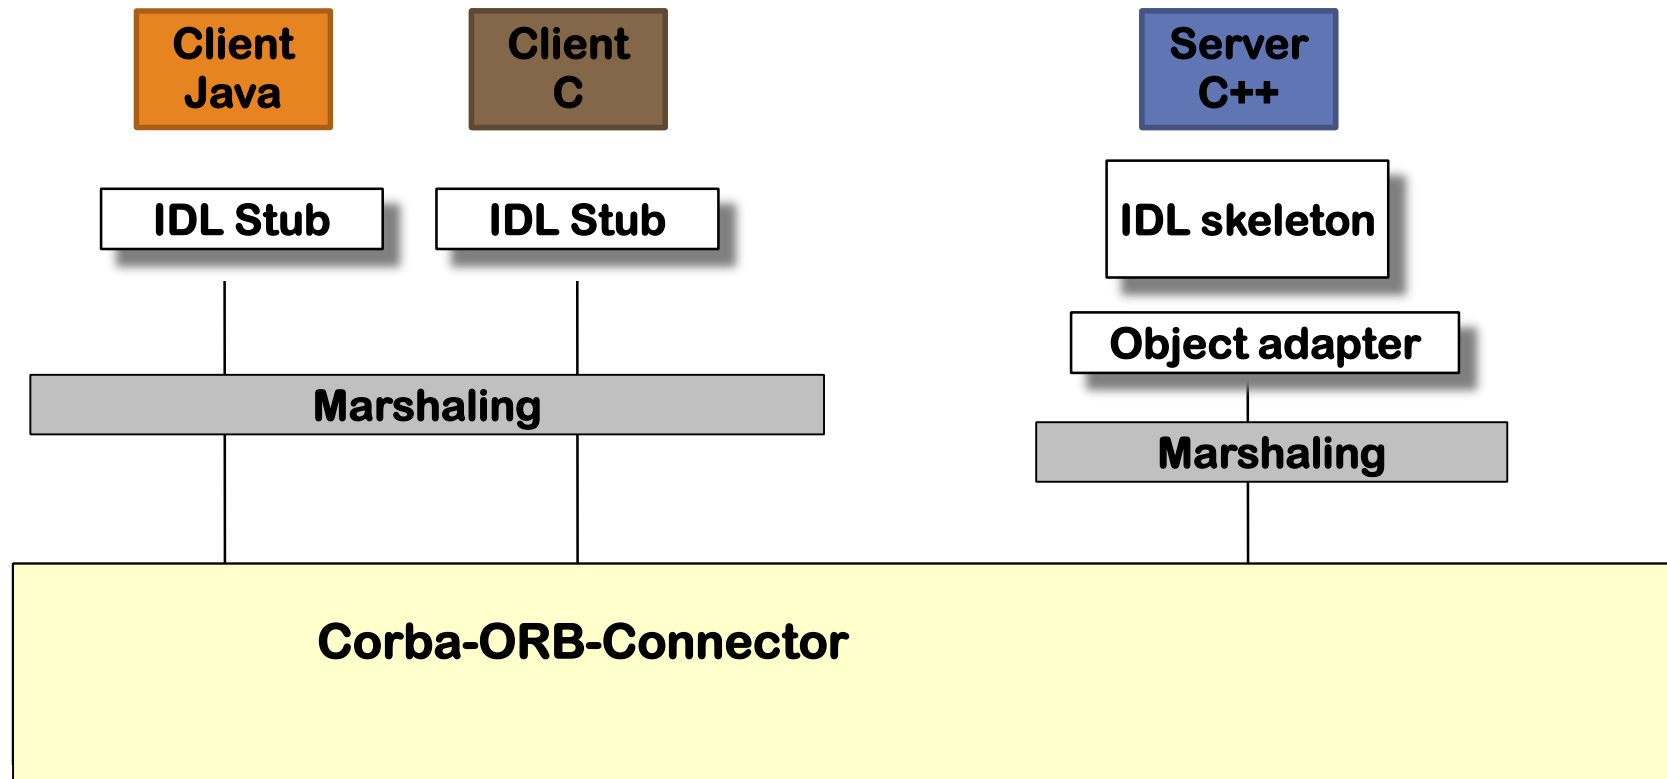 Client
Java
Client
C
Server
C++
IDL Stub
IDL Stub
IDL skeleton
Object adapter
Marshaling
Marshaling
Corba-ORB-Connector